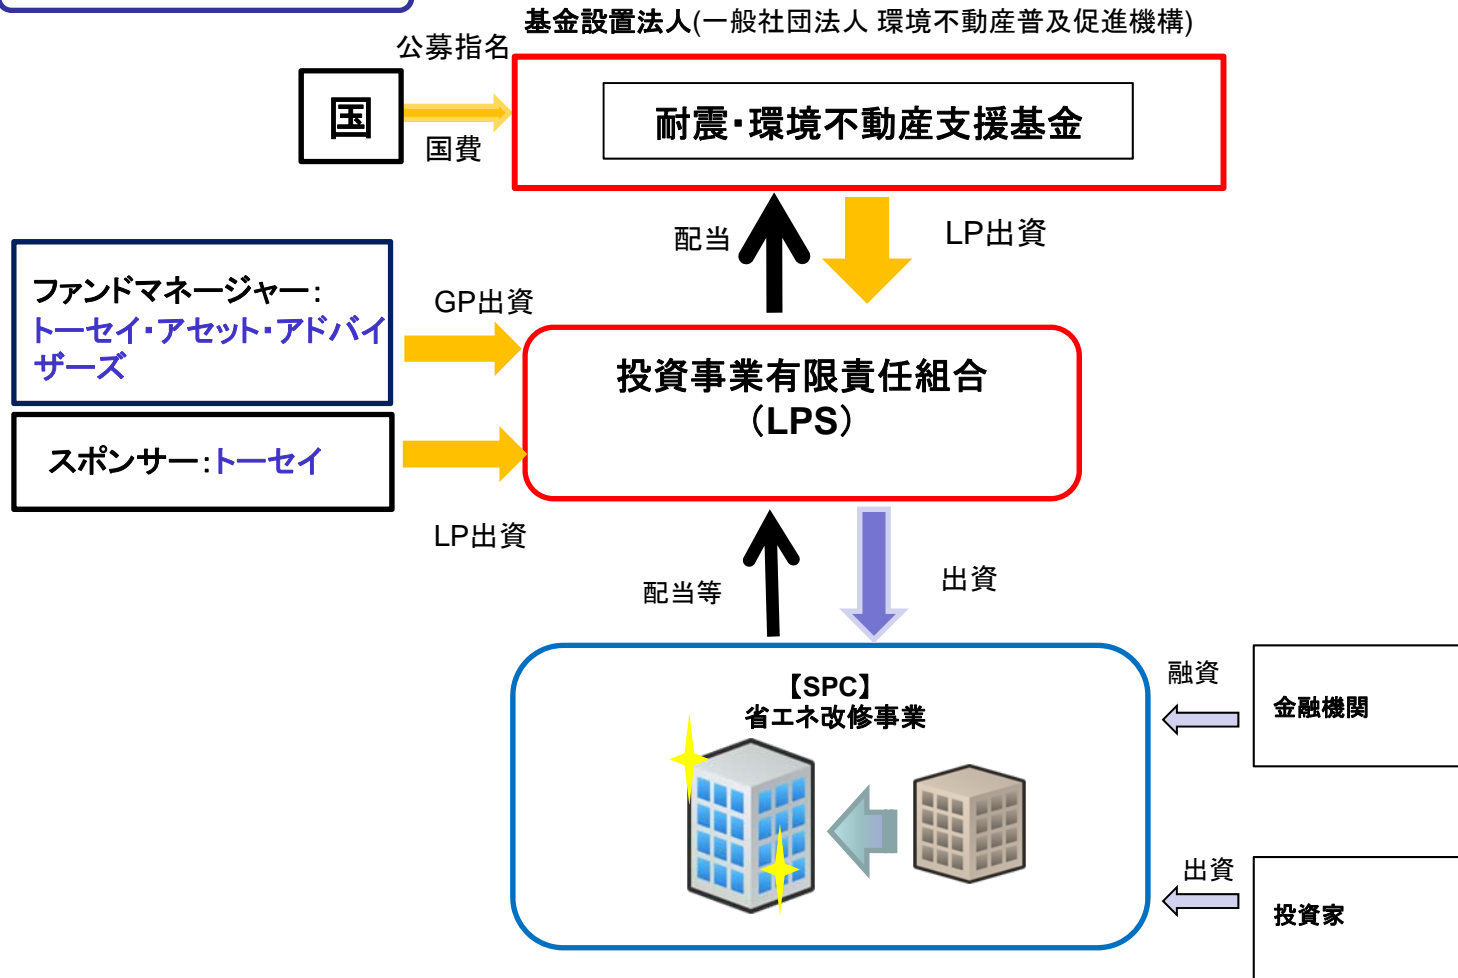 基金設置法人(一般社団法人 環境不動産普及促進機構)
公募指名
国
国費
耐震・環境不動産支援基金
配当
LP出資
ファンドマネージャー：
トーセイ・アセット・アドバイ
ザーズ
GP出資
投資事業有限責任組合
（LPS）
スポンサー：トーセイ
LP出資
配当等
出資
【SPC】
省エネ改修事業
融資
金融機関
出資
投資家